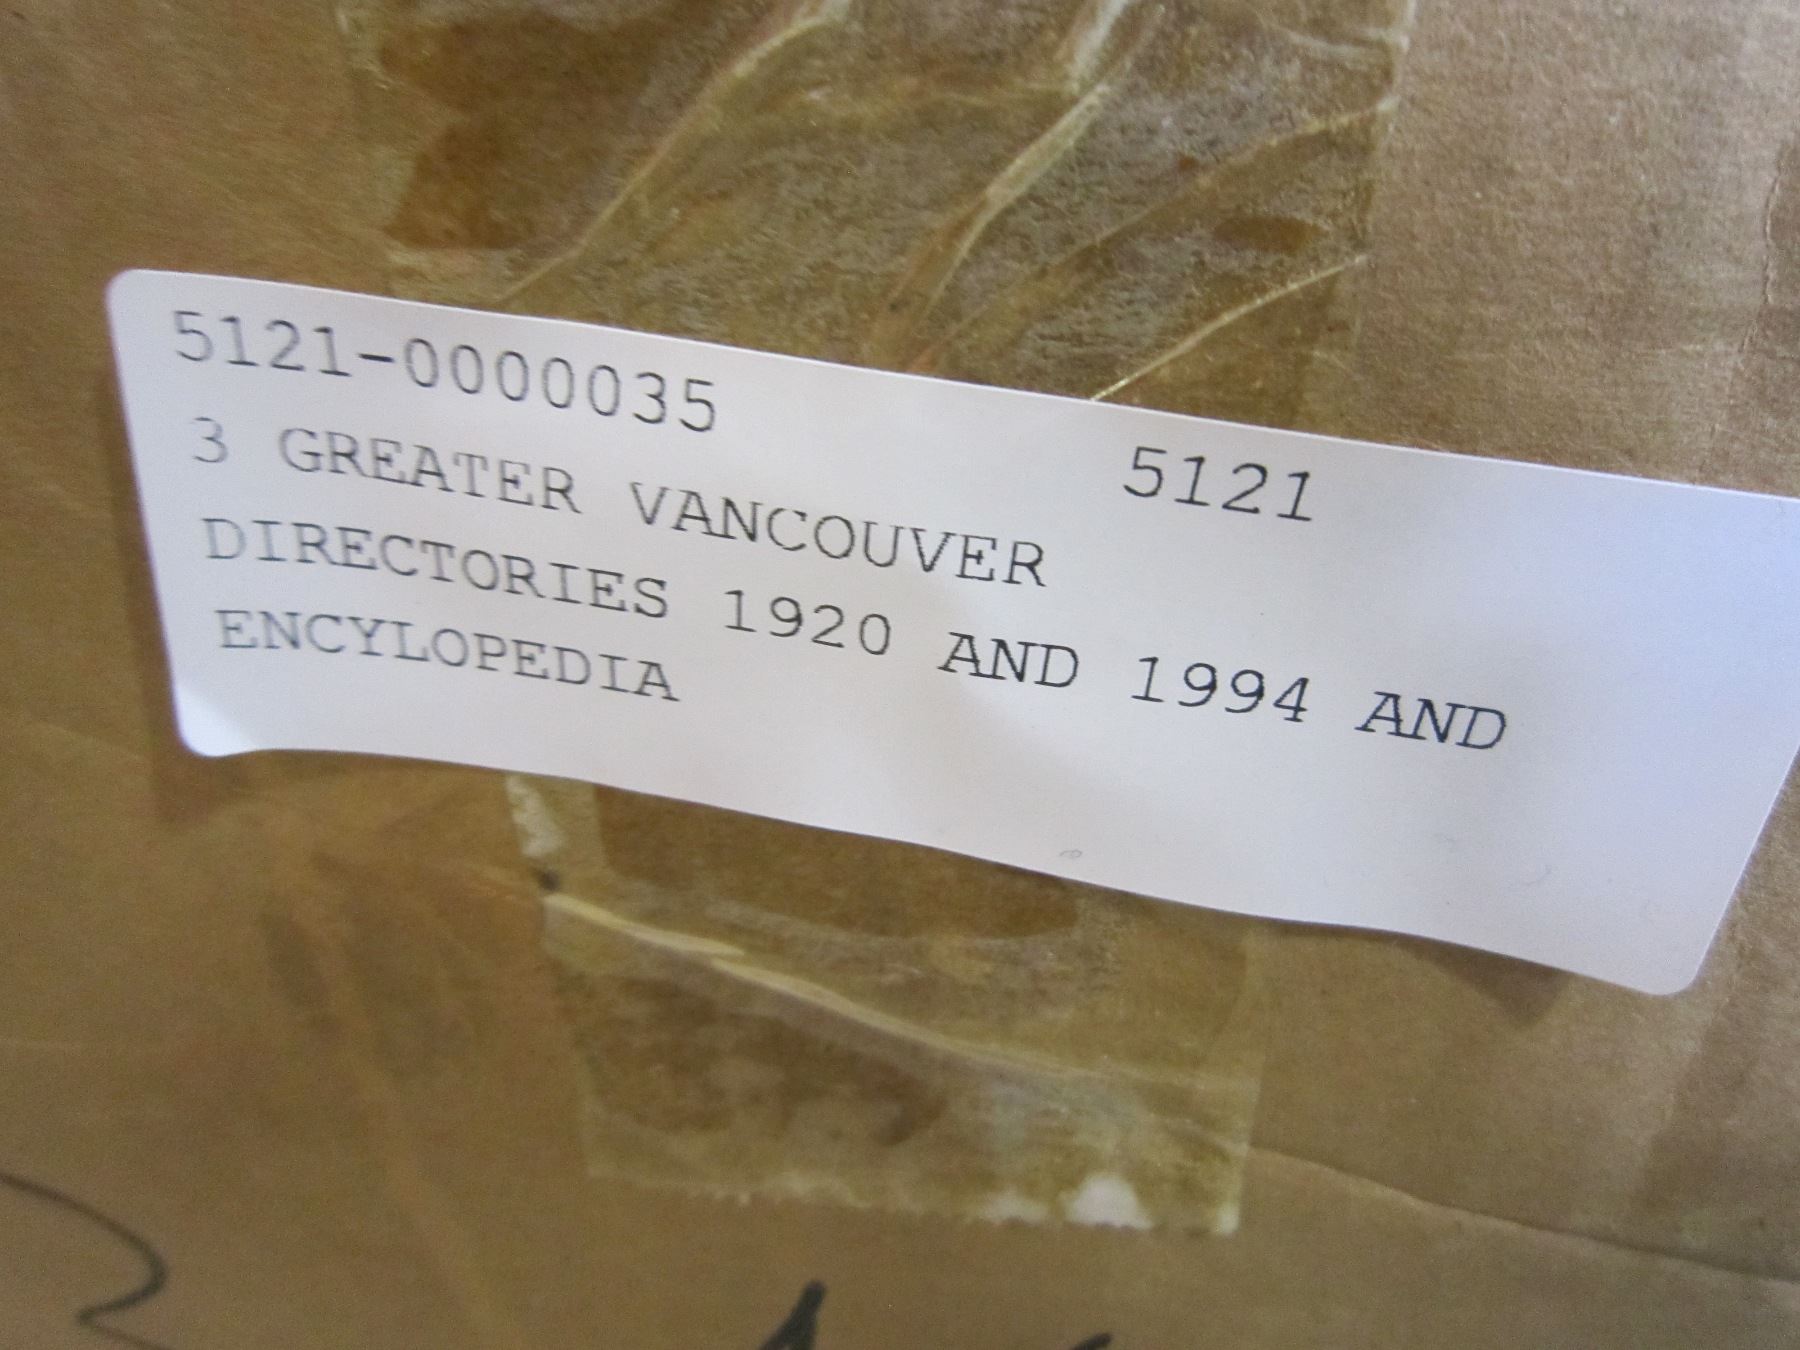 5121-0000035 5121
3 GREATER VANCOUVER
DIRECTORIES 1920 AND 1994 AND
ENCYLOPEDIA